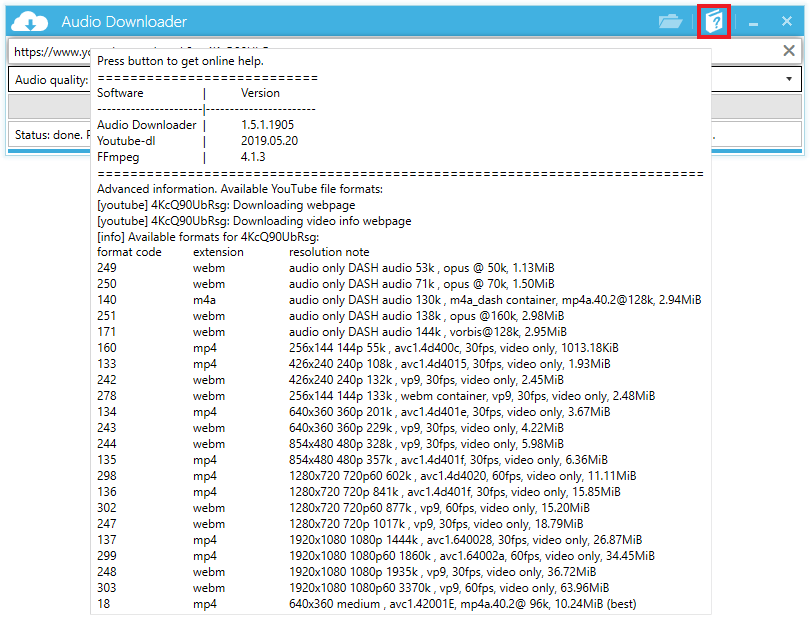 Audio Downloader
https://www.yo
Press button to get online help.
===========================
Software | Version
-----------------------|-----------------------
Audio quality:
Audio Downloader | 1.5.1.1905
Youtube-dl | 2019.05.20
Status: done.
FFmpeg | 4.1.3
==========================================================================
Advanced information. Available YouTube file formats:
[youtube] 4KcQ90UbRsg: Downloading webpage
[youtube] 4KcQ90UbRsg: Downloading video info webpage
[info] Available formats for 4KcQ90UbRsg:
format code extension resolution note
249 webm audio only DASH audio 53k , opus @ 50k, 1.13MiB
250 webm audio only DASH audio 71k , opus @ 70k, 1.50MiB
140 m4a audio only DASH audio 130k , m4a_dash container, mp4a.40.2@128k, 2.94MiB
251 webm audio only DASH audio 138k , opus @160k, 2.98MiB
171 webm audio only DASH audio 144k , vorbis@128k, 2.95MiB
160 mp4 256x144 144p 55k , avc1.4d400c, 30fps, video only, 1013.18KiB
133 mp4 426x240 240p 108k , avc1.4d4015, 30fps, video only, 1.93MiB
242 webm 426x240 240p 132k , vp9, 30fps, video only, 2.45MiB
278 webm 256x144 144p 133k , webm container, vp9, 30fps, video only, 2.48MiB
134 mp4 640x360 360p 201k , avc1.4d401e, 30fps, video only, 3.67MiB
243 webm 640x360 360p 229k , vp9, 30fps, video only, 4.22MiB
244 webm 854x480 480p 328k , vp9, 30fps, video only, 5.98MiB
135 mp4 854x480 480p 357k , avc1.4d401f, 30fps, video only, 6.36MiB
298 mp4 1280x720 720p60 602k , avc1.4d4020, 60fps, video only, 11.11MiB
136 mp4 1280x720 720p 841k , avc1.4d401f, 30fps, video only, 15.85MiB
302 webm 1280x720 720p60 877k , vp9, 60fps, video only, 15.20MiB
247 webm 1280x720 720p 1017k , vp9, 30fps, video only, 18.79MiB
137 mp4 1920x1080 1080p 1444k , avc1.640028, 30fps, video only, 26.87MiB
299 mp4 1920x1080 1080p60 1860k , avc1.64002a, 60fps, video only, 34.45MiB
248 webm 1920x1080 1080p 1935k , vp9, 30fps, video only, 36.72MiB
303 webm 1920x1080 1080p60 3370k , vp9, 60fps, video only, 63.96MiB
18 mp4 640x360 medium , avc1.42001E, mp4a.40.2@ 96k, 10.24MiB (best)